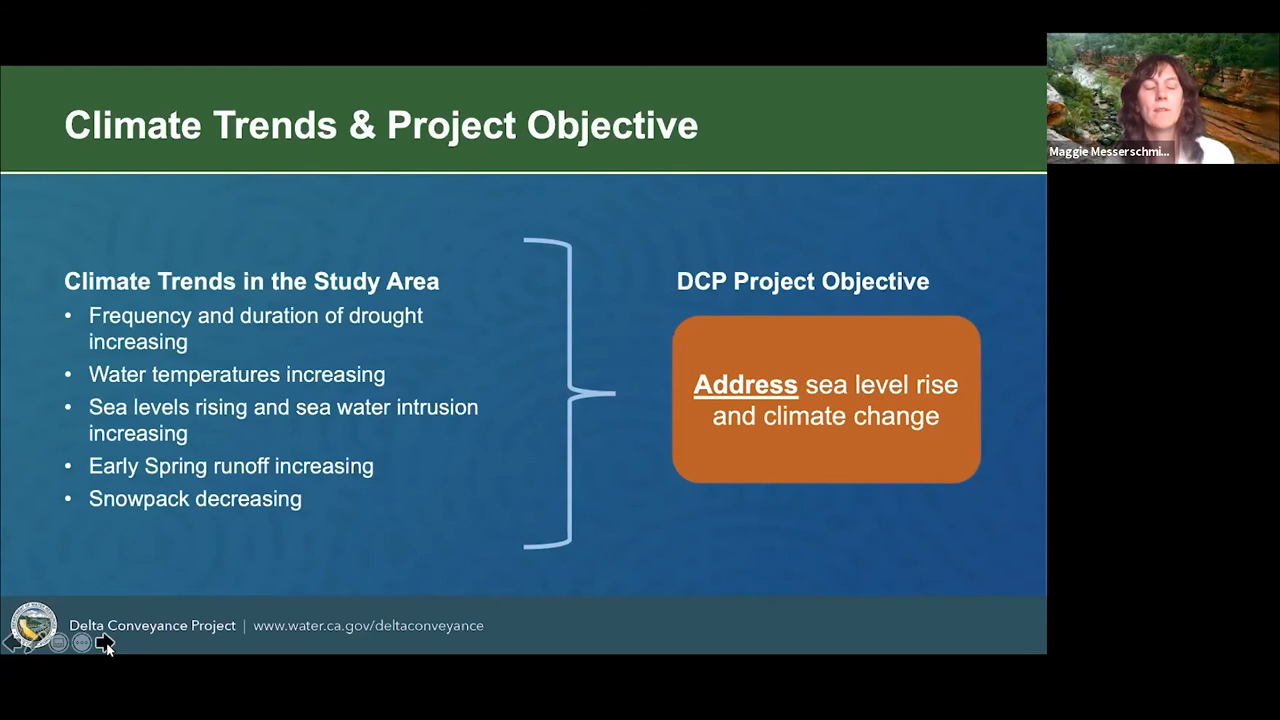 Climate Trends & Project Objective
Maggie Messerschmi...
Climate Trends in the Study Area
• Frequency and duration of drought
increasing
• Water temperatures increasing
• Sea levels rising and sea water intrusion
increasing
• Early Spring runoff increasing
• Snowpack decreasing
DCP Project Objective
Address sea level rise
and climate change
Delta Conveyance Project | www.water.ca.gov/deltaconveyance